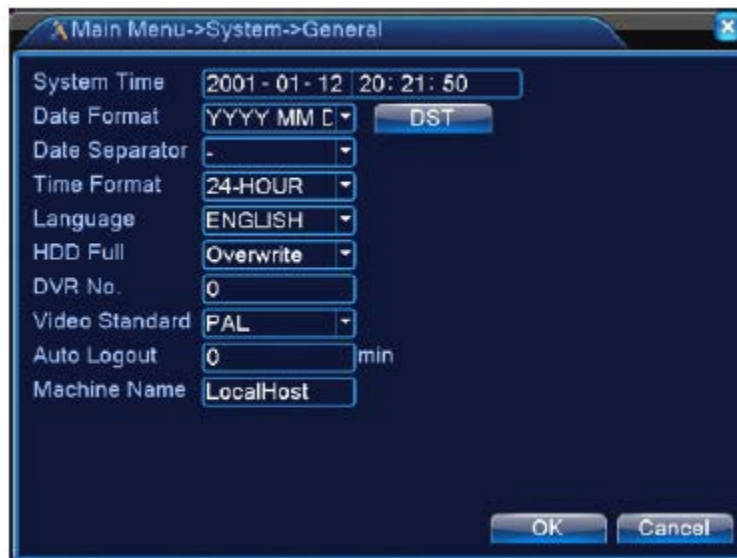 Main Menu->System->General
System Time 2001-01-12 20:21:50
Date Format YYYY MM D DST
Date Separator -
Time Format 24-HOUR
Language ENGLISH
HDD Full Overwrite
DVR No. 0
Video Standard PAL
Auto Logout 0 min
Machine Name LocalHost
OK Cancel